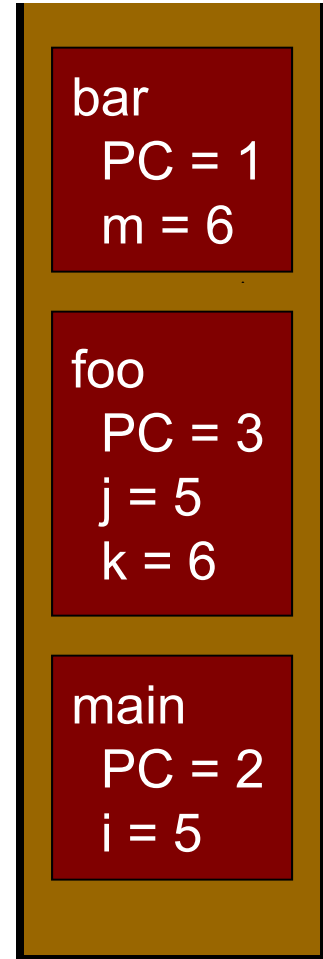 bar
PC = 1
m = 6
foo
PC = 3
j = 5
k = 6
main
PC = 2
i = 5